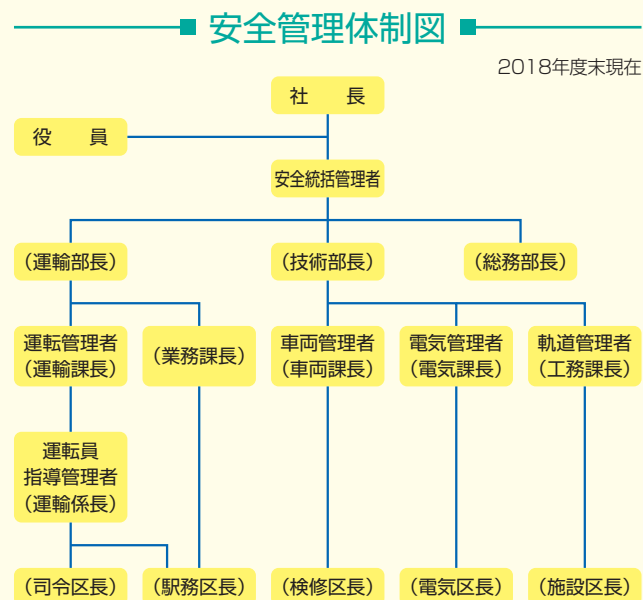 安全管理体制図
2018年度末現在
社　長
役　員
安全統括管理者
（運輸部長）
（技術部長）
（総務部長）
運転管理者
（運輸課長）
（業務課長）
車両管理者
（車両課長）
電気管理者
（電気課長）
軌道管理者
（工務課長）
運転員
指導管理者
（運輸係長）
（司令区長）
（駅務区長）
（検修区長）
（電気区長）
（施設区長）